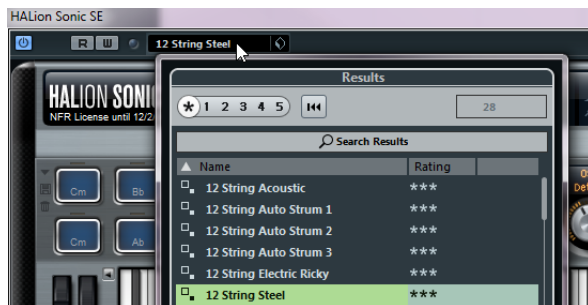 HALion Sonic SE
R W 12 String Steel
Results
HALION SONI
NFR License until 12/2/
1 2 3 4 5 28
Search Results
Name Rating
12 String Acoustic ***
12 String Auto Strum 1 ***
12 String Auto Strum 2 ***
12 String Auto Strum 3 ***
12 String Electric Ricky ***
12 String Steel ***
Cm Bb
Cm Ab